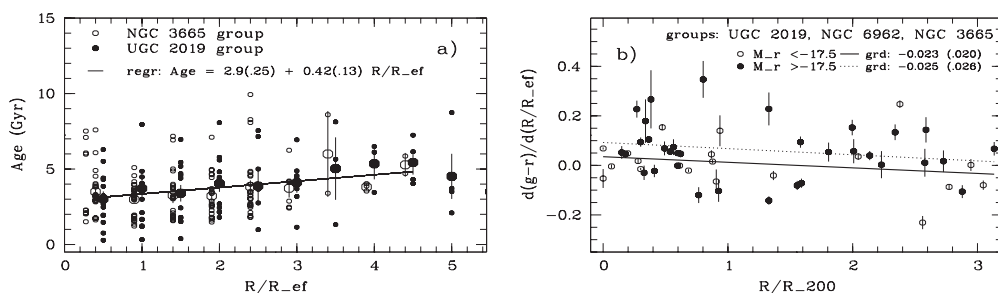 NGC 3665 group
UGC 2019 group
a)
regr: Age = 2.9(.25) + 0.42(.13) R/R_ef
Age (Gyr)
15
10
5
0
0 1 2 3 4 5
R/R_ef
groups: UGC 2019, NGC 6962, NGC 3665
b)
M_r <-17.5 grd: -0.023 (.020)
M_r >-17.5 grd: -0.025 (.026)
d(g-r)/d(R/R_ef)
0.4
0.2
0.0
-0.2
0 1 2 3
R/R_200